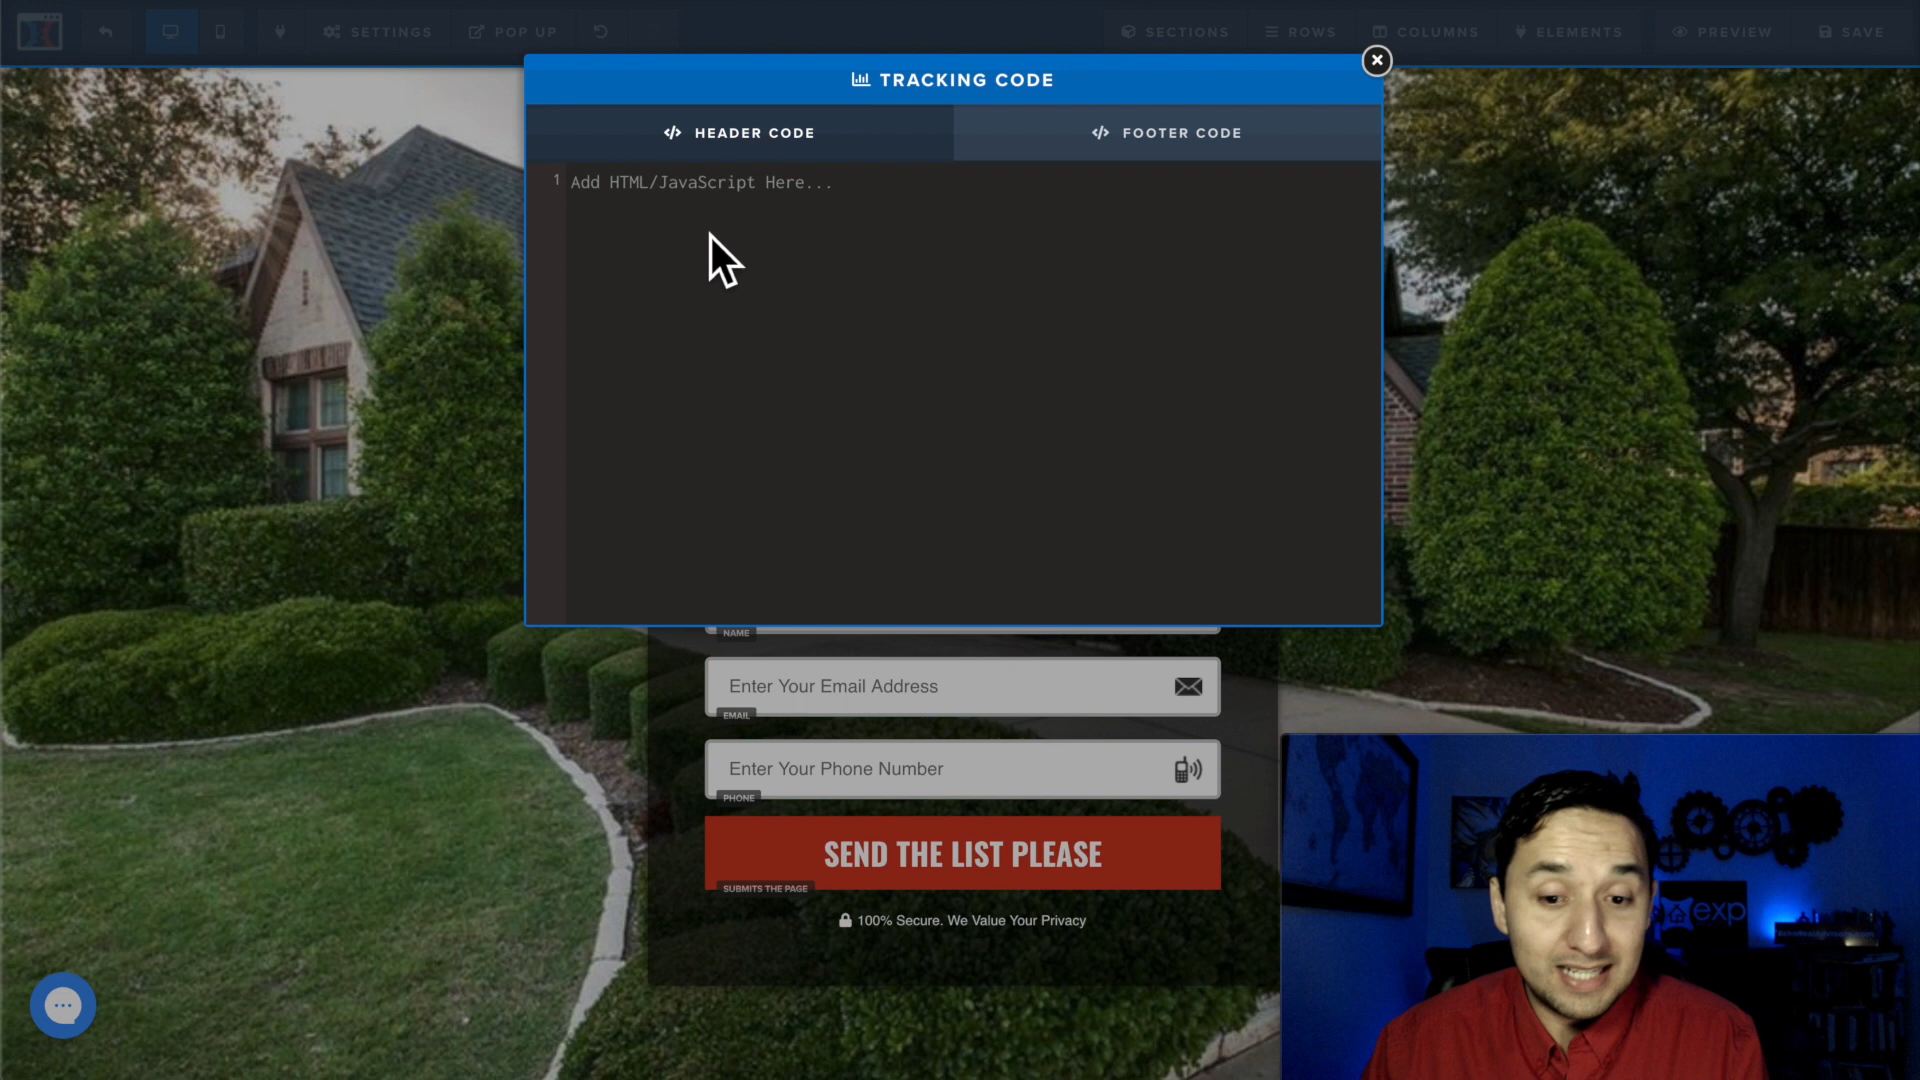 SETTINGS
POP UP
SECTIONS
ROWS
COLUMNS
ELEMENTS
PREVIEW
SAVE
TRACKING CODE
HEADER CODE
FOOTER CODE
1 Add HTML/JavaScript Here...
NAME
Enter Your Email Address
EMAIL
Enter Your Phone Number
PHONE
SEND THE LIST PLEASE
SUBMITS THE PAGE
100% Secure. We Value Your Privacy
exp